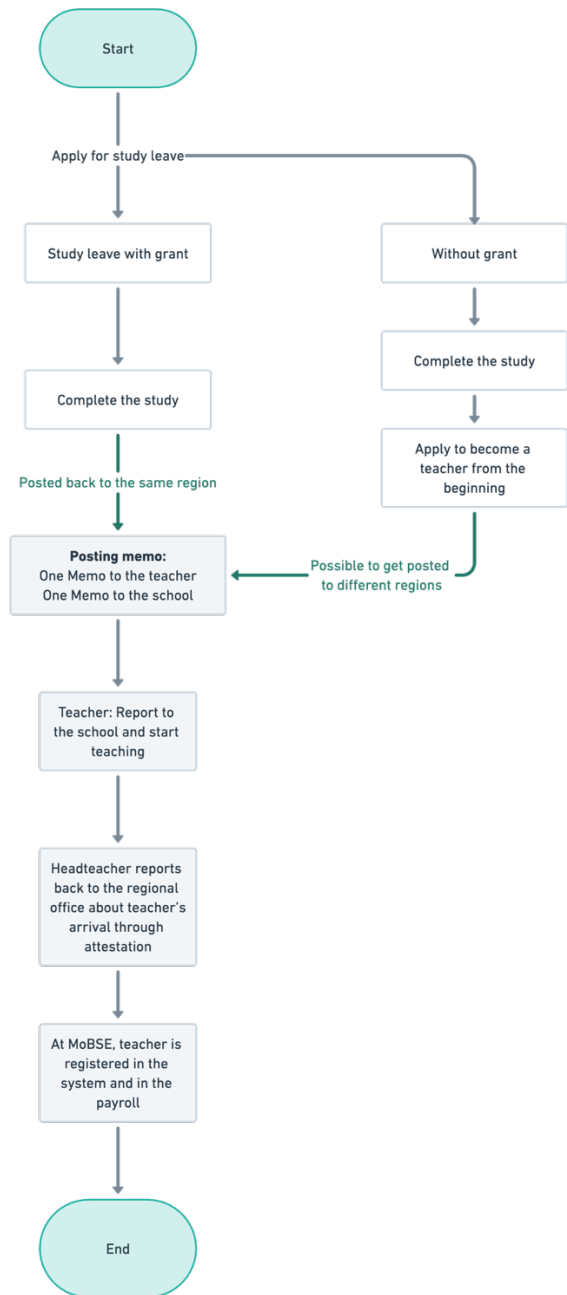 Start
Apply for study leave
Study leave with grant
Without grant
Complete the study
Complete the study
Apply to become a
teacher from the
beginning
Posted back to the same region
Possible to get posted
to different regions
Posting memo:
One Memo to the teacher
One Memo to the school
Teacher: Report to
the school and start
teaching
Headteacher reports
back to the regional
office about teacher’s
arrival through
attestation
At MoBSE, teacher is
registered in the
system and in the
payroll
End